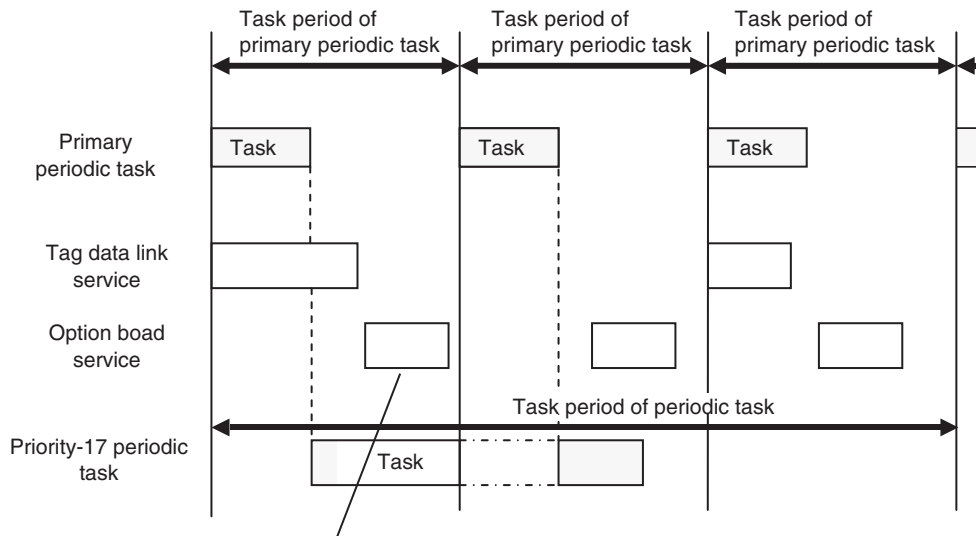 Task period of
primary periodic task
Task period of
primary periodic task
Task period of
primary periodic task
Primary
periodic task
Task
Task
Task
Tag data link
service
Option boad
service
Task period of periodic task
Priority-17 periodic
task
Task